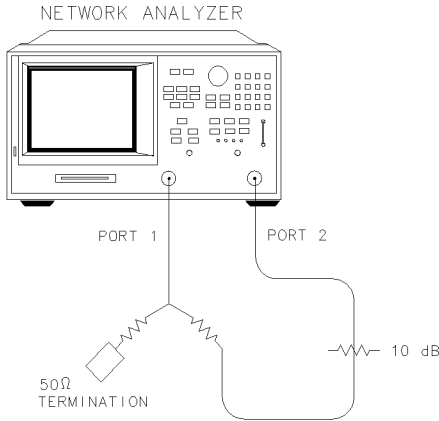 NETWORK ANALYZER
PORT 1
PORT 2
10 dB
50Ω
TERMINATION